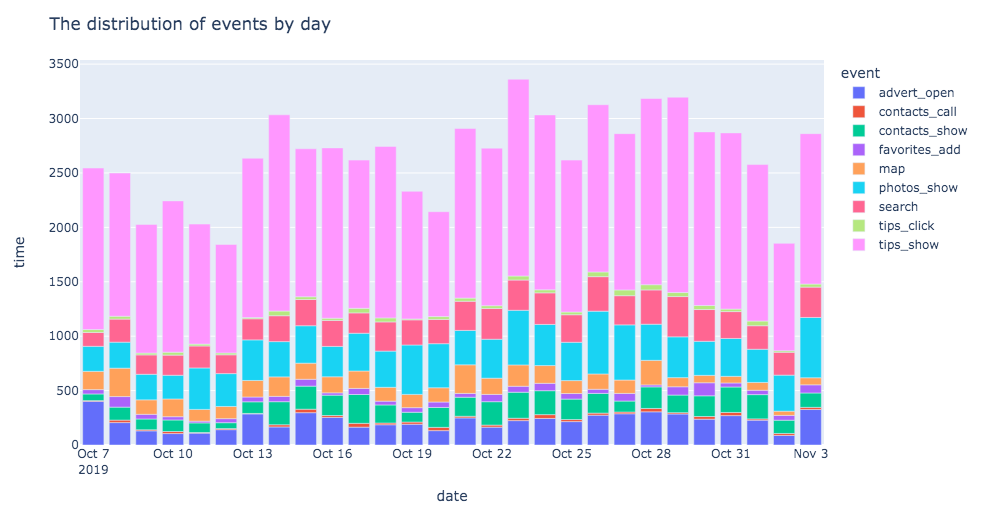 The distribution of events by day
3500
3000
2500
2000
1500
1000
500
0
time
Oct 7
2019
Oct 10
Oct 13
Oct 16
Oct 19
Oct 22
Oct 25
Oct 28
Oct 31
Nov 3
date
event
advert_open
contacts_call
contacts_show
favorites_add
map
photos_show
search
tips_click
tips_show